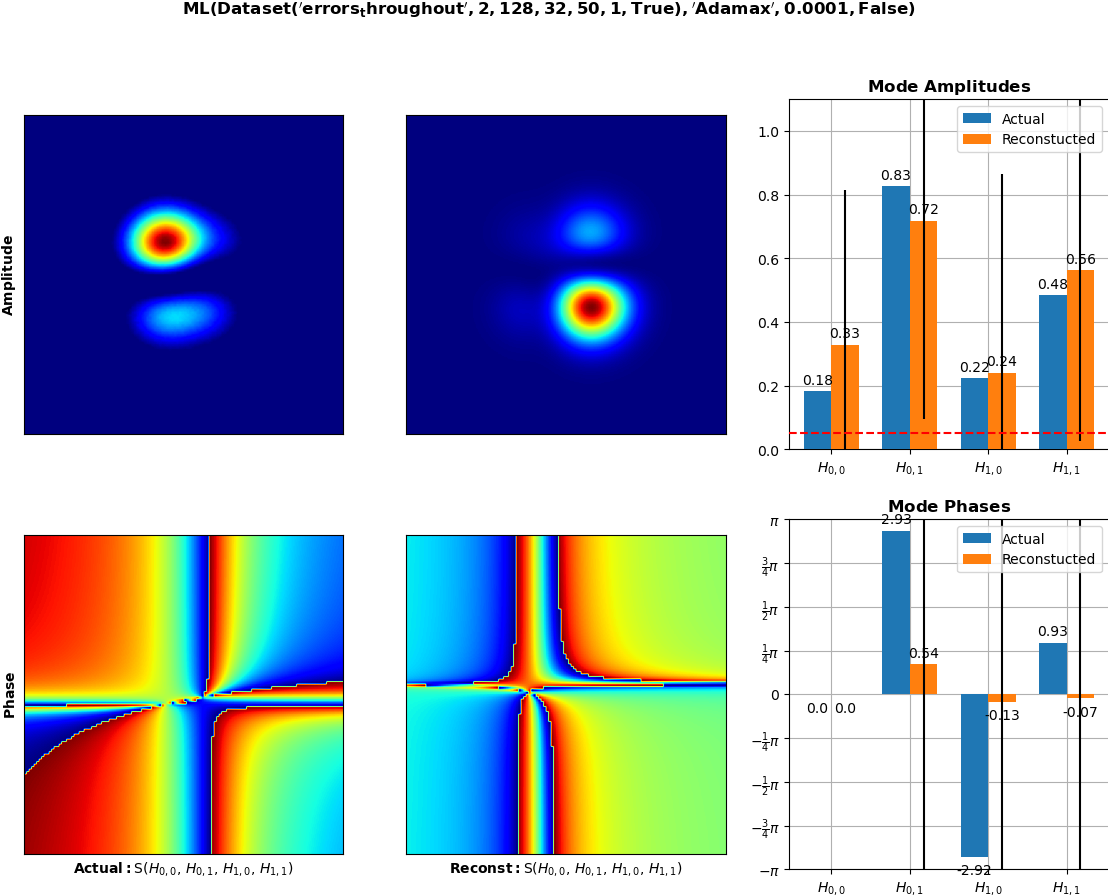 ML(Dataset('errors_throughout', 2, 128, 32, 50, 1, True), 'Adamax', 0.0001, False)
Amplitude
Mode Amplitudes
Actual
Reconstucted
1.0
0.8
0.6
0.4
0.2
0.0
0.18
0.33
0.83
0.72
0.22
0.24
0.48
0.56
H0,0
H0,1
H1,0
H1,1
Phase
Actual: S(H0,0, H0,1, H1,0, H1,1)
Reconst: S(H0,0, H0,1, H1,0, H1,1)
Mode Phases
Actual
Reconstucted
π
3/4π
1/2π
1/4π
0
−1/4π
−1/2π
−3/4π
−π
0.0
0.0
2.93
0.54
-2.92
-0.13
0.93
-0.07
H0,0
H0,1
H1,0
H1,1